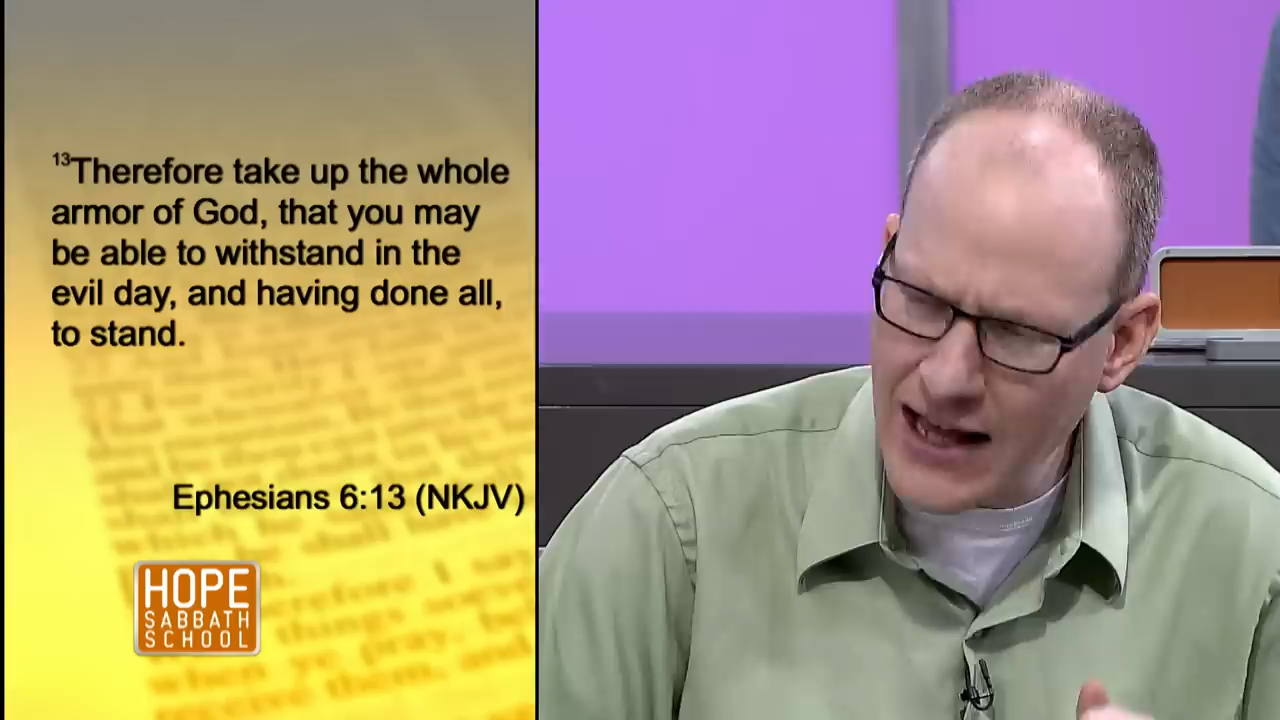 ¹³Therefore take up the whole
armor of God, that you may
be able to withstand in the
evil day, and having done all,
to stand.
Ephesians 6:13 (NKJV)
HOPE
SABBATH
SCHOOL